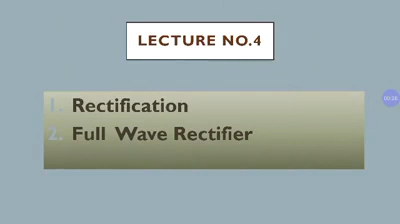 LECTURE NO.4
1. Rectification
2. Full Wave Rectifier